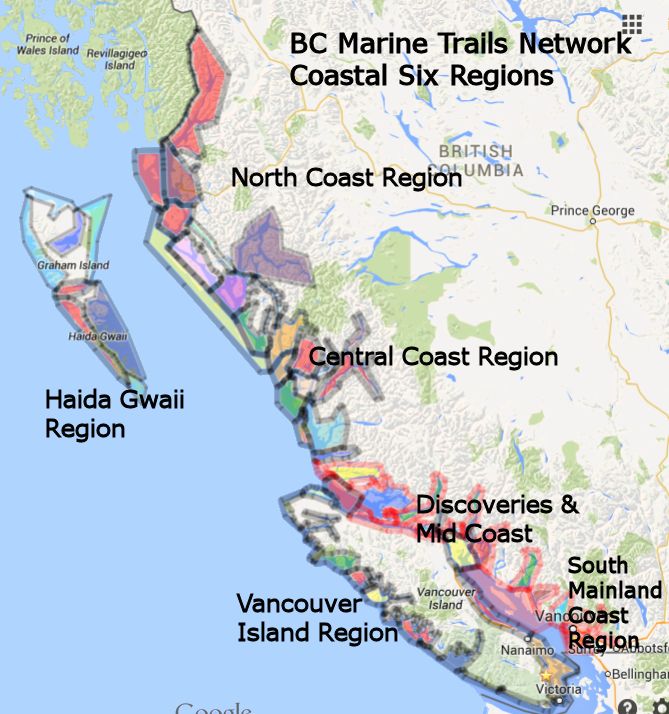 BC Marine Trails Network
Coastal Six Regions
Prince of
Wales Island
Revillagigedo
Island
BRITISH
COLUMBIA
North Coast Region
Prince George
Graham Island
Haida Gwaii
Central Coast Region
Haida Gwaii
Region
Discoveries &
Mid Coast
South
Mainland
Coast
Region
Vancouver
Island
Vancouver
Island Region
Nanaimo
Surrey
Abbotsf
Bellingham
Victoria
Google